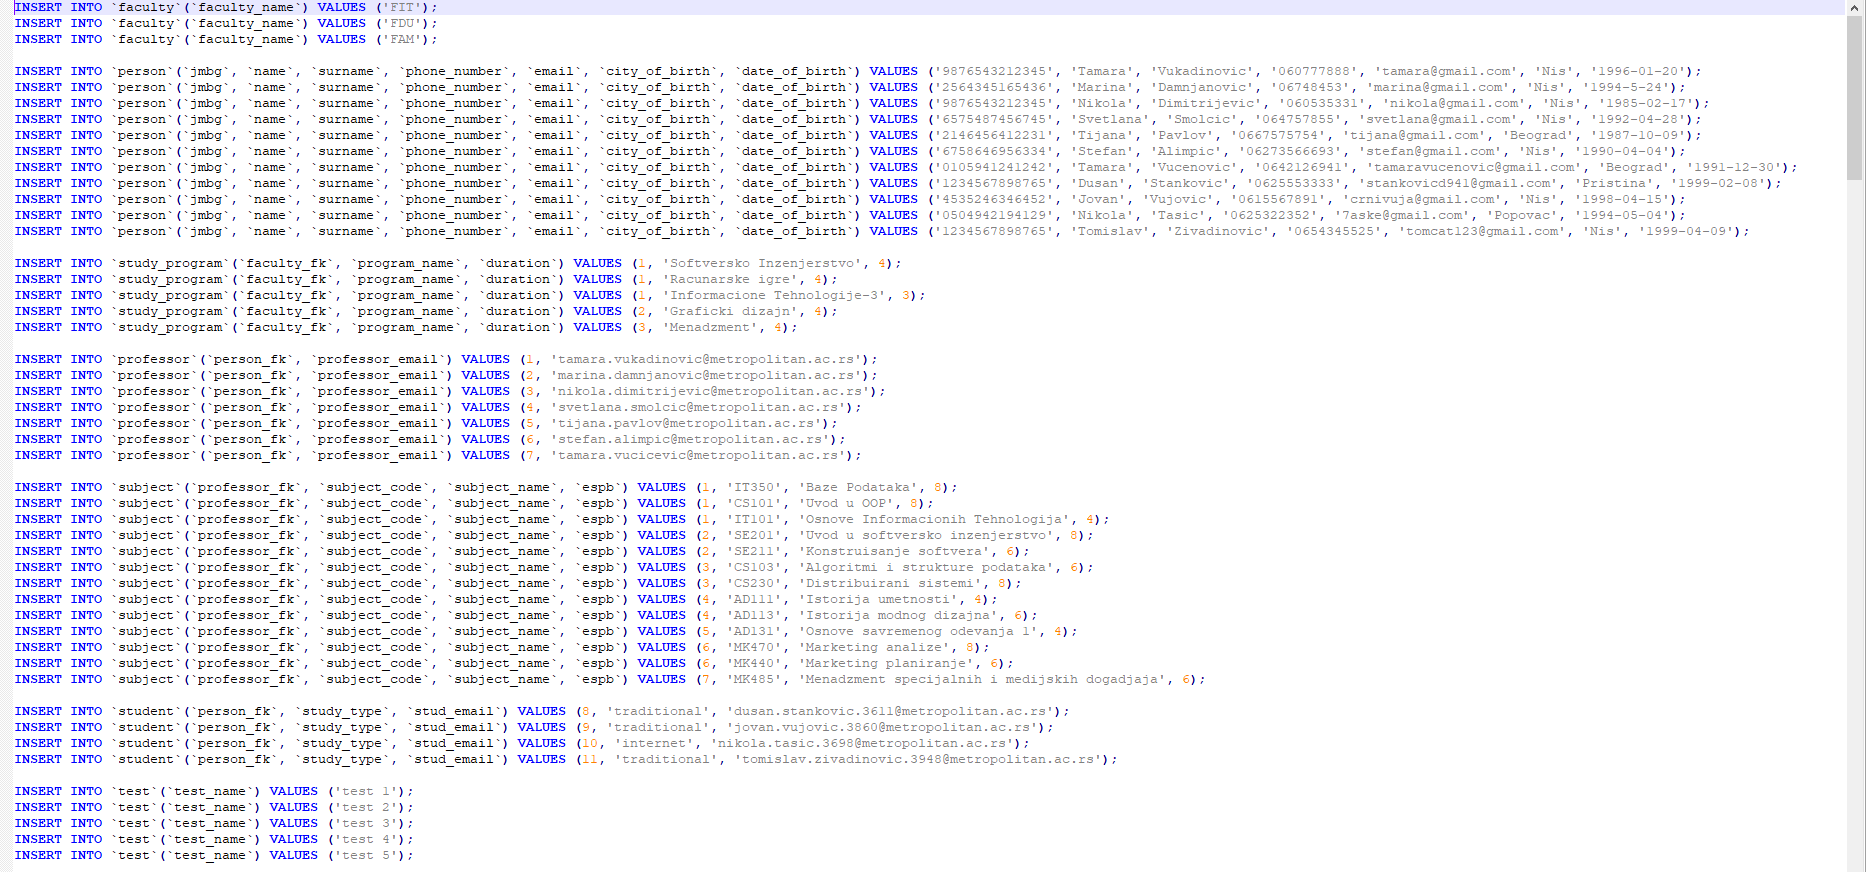 INSERT INTO `faculty`(`faculty_name`) VALUES ('FIT');
INSERT INTO `faculty`(`faculty_name`) VALUES ('FDU');
INSERT INTO `faculty`(`faculty_name`) VALUES ('FAM');
INSERT INTO `person`(`jmbg`, `name`, `surname`, `phone_number`, `email`, `city_of_birth`, `date_of_birth`) VALUES ('9876543212345', 'Tamara', 'Vukadinovic', '060777888', 'tamara@gmail.com', 'Nis', '1996-01-20');
INSERT INTO `person`(`jmbg`, `name`, `surname`, `phone_number`, `email`, `city_of_birth`, `date_of_birth`) VALUES ('2564345165436', 'Marina', 'Damnjanovic', '06748453', 'marina@gmail.com', 'Nis', '1994-5-24');
INSERT INTO `person`(`jmbg`, `name`, `surname`, `phone_number`, `email`, `city_of_birth`, `date_of_birth`) VALUES ('9876543212345', 'Nikola', 'Dimitrijevic', '060535331', 'nikola@gmail.com', 'Nis', '1985-02-17');
INSERT INTO `person`(`jmbg`, `name`, `surname`, `phone_number`, `email`, `city_of_birth`, `date_of_birth`) VALUES ('6575487456745', 'Svetlana', 'Smolcic', '064757855', 'svetlana@gmail.com', 'Nis', '1992-04-28');
INSERT INTO `person`(`jmbg`, `name`, `surname`, `phone_number`, `email`, `city_of_birth`, `date_of_birth`) VALUES ('2146456412231', 'Tijana', 'Pavlov', '0667575754', 'tijana@gmail.com', 'Beograd', '1987-10-09');
INSERT INTO `person`(`jmbg`, `name`, `surname`, `phone_number`, `email`, `city_of_birth`, `date_of_birth`) VALUES ('6758646956334', 'Stefan', 'Alimpic', '06273566693', 'stefan@gmail.com', 'Nis', '1990-04-04');
INSERT INTO `person`(`jmbg`, `name`, `surname`, `phone_number`, `email`, `city_of_birth`, `date_of_birth`) VALUES ('0105941241242', 'Tamara', 'Vucenovic', '0642126941', 'tamaravucenovic@gmail.com', 'Beograd', '1991-12-30');
INSERT INTO `person`(`jmbg`, `name`, `surname`, `phone_number`, `email`, `city_of_birth`, `date_of_birth`) VALUES ('1234567898765', 'Dusan', 'Stankovic', '0625553333', 'stankovicd941@gmail.com', 'Pristina', '1999-02-08');
INSERT INTO `person`(`jmbg`, `name`, `surname`, `phone_number`, `email`, `city_of_birth`, `date_of_birth`) VALUES ('4535246346452', 'Jovan', 'Vujovic', '0615567891', 'crnivuja@gmail.com', 'Nis', '1998-04-15');
INSERT INTO `person`(`jmbg`, `name`, `surname`, `phone_number`, `email`, `city_of_birth`, `date_of_birth`) VALUES ('0504942194129', 'Nikola', 'Tasic', '0625322352', '7aske@gmail.com', 'Popovac', '1994-05-04');
INSERT INTO `person`(`jmbg`, `name`, `surname`, `phone_number`, `email`, `city_of_birth`, `date_of_birth`) VALUES ('1234567898765', 'Tomislav', 'Zivadinovic', '0654345525', 'tomcat123@gmail.com', 'Nis', '1999-04-09');
INSERT INTO `study_program`(`faculty_fk`, `program_name`, `duration`) VALUES (1, 'Softversko Inzenjerstvo', 4);
INSERT INTO `study_program`(`faculty_fk`, `program_name`, `duration`) VALUES (1, 'Racunarske igre', 4);
INSERT INTO `study_program`(`faculty_fk`, `program_name`, `duration`) VALUES (1, 'Informacione Tehnologije-3', 3);
INSERT INTO `study_program`(`faculty_fk`, `program_name`, `duration`) VALUES (2, 'Graficki dizajn', 4);
INSERT INTO `study_program`(`faculty_fk`, `program_name`, `duration`) VALUES (3, 'Menadzment', 4);
INSERT INTO `professor`(`person_fk`, `professor_email`) VALUES (1, 'tamara.vukadinovic@metropolitan.ac.rs');
INSERT INTO `professor`(`person_fk`, `professor_email`) VALUES (2, 'marina.damnjanovic@metropolitan.ac.rs');
INSERT INTO `professor`(`person_fk`, `professor_email`) VALUES (3, 'nikola.dimitrijevic@metropolitan.ac.rs');
INSERT INTO `professor`(`person_fk`, `professor_email`) VALUES (4, 'svetlana.smolcic@metropolitan.ac.rs');
INSERT INTO `professor`(`person_fk`, `professor_email`) VALUES (5, 'tijana.pavlov@metropolitan.ac.rs');
INSERT INTO `professor`(`person_fk`, `professor_email`) VALUES (6, 'stefan.alimpic@metropolitan.ac.rs');
INSERT INTO `professor`(`person_fk`, `professor_email`) VALUES (7, 'tamara.vucicevic@metropolitan.ac.rs');
INSERT INTO `subject`(`professor_fk`, `subject_code`, `subject_name`, `espb`) VALUES (1, 'IT350', 'Baze Podataka', 8);
INSERT INTO `subject`(`professor_fk`, `subject_code`, `subject_name`, `espb`) VALUES (1, 'CS101', 'Uvod u OOP', 8);
INSERT INTO `subject`(`professor_fk`, `subject_code`, `subject_name`, `espb`) VALUES (1, 'IT101', 'Osnove Informacionih Tehnologija', 4);
INSERT INTO `subject`(`professor_fk`, `subject_code`, `subject_name`, `espb`) VALUES (2, 'SE201', 'Uvod u softversko inzenjerstvo', 8);
INSERT INTO `subject`(`professor_fk`, `subject_code`, `subject_name`, `espb`) VALUES (2, 'SE211', 'Konstruisanje softvera', 6);
INSERT INTO `subject`(`professor_fk`, `subject_code`, `subject_name`, `espb`) VALUES (3, 'CS103', 'Algoritmi i strukture podataka', 6);
INSERT INTO `subject`(`professor_fk`, `subject_code`, `subject_name`, `espb`) VALUES (3, 'CS230', 'Distribuirani sistemi', 8);
INSERT INTO `subject`(`professor_fk`, `subject_code`, `subject_name`, `espb`) VALUES (4, 'AD111', 'Istorija umetnosti', 4);
INSERT INTO `subject`(`professor_fk`, `subject_code`, `subject_name`, `espb`) VALUES (4, 'AD113', 'Istorija modnog dizajna', 6);
INSERT INTO `subject`(`professor_fk`, `subject_code`, `subject_name`, `espb`) VALUES (5, 'AD131', 'Osnove savremenog odevanja 1', 4);
INSERT INTO `subject`(`professor_fk`, `subject_code`, `subject_name`, `espb`) VALUES (6, 'MK470', 'Marketing analize', 8);
INSERT INTO `subject`(`professor_fk`, `subject_code`, `subject_name`, `espb`) VALUES (6, 'MK440', 'Marketing planiranje', 6);
INSERT INTO `subject`(`professor_fk`, `subject_code`, `subject_name`, `espb`) VALUES (7, 'MK485', 'Menadzment specijalnih i medijskih dogadjaja', 6);
INSERT INTO `student`(`person_fk`, `study_type`, `stud_email`) VALUES (8, 'traditional', 'dusan.stankovic.3611@metropolitan.ac.rs');
INSERT INTO `student`(`person_fk`, `study_type`, `stud_email`) VALUES (9, 'traditional', 'jovan.vujovic.3860@metropolitan.ac.rs');
INSERT INTO `student`(`person_fk`, `study_type`, `stud_email`) VALUES (10, 'internet', 'nikola.tasic.3698@metropolitan.ac.rs');
INSERT INTO `student`(`person_fk`, `study_type`, `stud_email`) VALUES (11, 'traditional', 'tomislav.zivadinovic.3948@metropolitan.ac.rs');
INSERT INTO `test`(`test_name`) VALUES ('test 1');
INSERT INTO `test`(`test_name`) VALUES ('test 2');
INSERT INTO `test`(`test_name`) VALUES ('test 3');
INSERT INTO `test`(`test_name`) VALUES ('test 4');
INSERT INTO `test`(`test_name`) VALUES ('test 5');